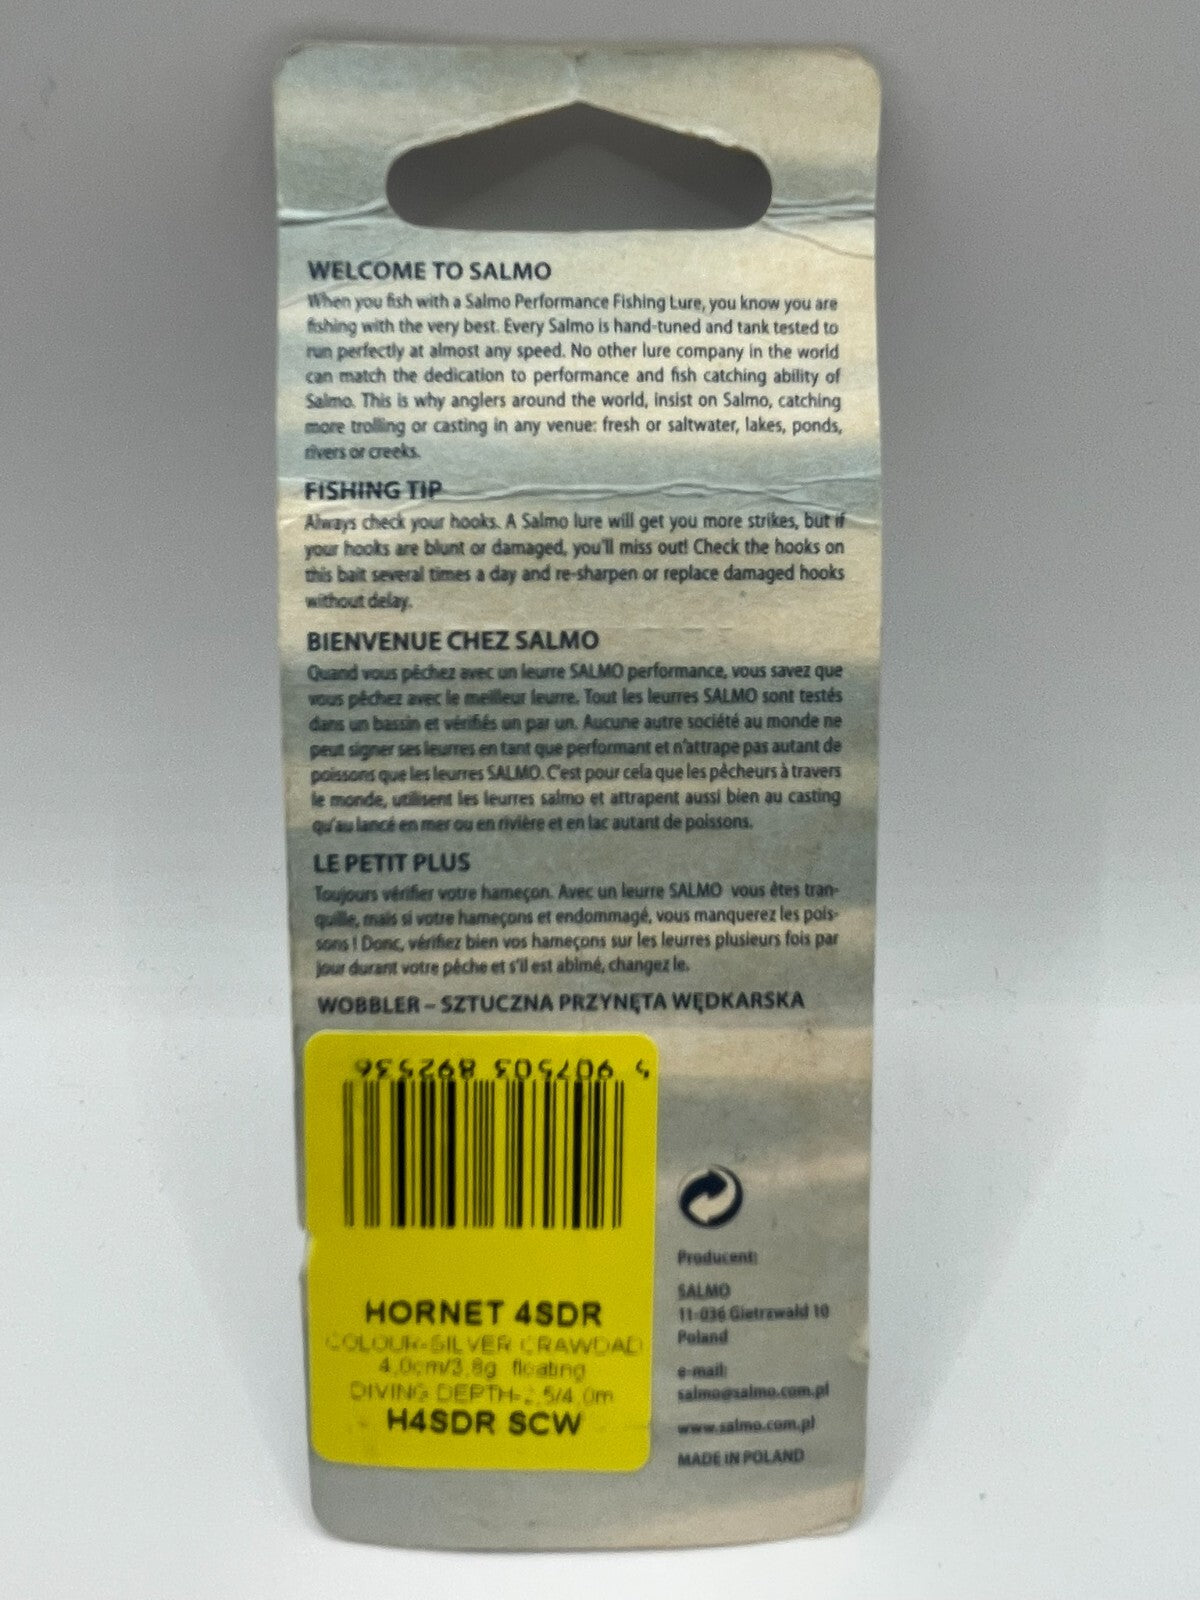 WELCOME TO SALMO
When you fish with a Salmo Performance Fishing Lure, you know you are
fishing with the very best. Every Salmo is hand-tuned and tank tested to
run perfectly at almost any speed. No other lure company in the world
can match the dedication to performance and fish catching ability of
Salmo. This is why anglers around the world, insist on Salmo, catching
more trolling or casting in any venue: fresh or saltwater, lakes, ponds,
rivers or creeks.
FISHING TIP
Always check your hooks. A Salmo lure will get you more strikes, but if
your hooks are blunt or damaged, you'll miss out! Check the hooks on
this bait several times a day and re-sharpen or replace damaged hooks
without delay.
BIENVENUE CHEZ SALMO
Quand vous pêchez avec un leurre SALMO performance, vous savez que
vous pêchez avec le meilleur leurre. Tout les leurres SALMO sont testés
dans un bassin et vérifiés un par un. Aucune autre société au monde ne
peut signer ses leurres en tant que performant et n'attrape pas autant de
poissons que les leurres SALMO. C'est pour cela que les pêcheurs à travers
le monde, utilisent les leurres salmo et attrapent aussi bien au casting
qu'au lancé en mer ou en rivière et en lac autant de poissons.
LE PETIT PLUS
Toujours vérifier votre hameçon. Avec un leurre SALMO vous êtes tran-
quille, mais si votre hameçons et endommagé, vous manquerez les pois-
sons ! Donc, vérifiez bien vos hameçons sur les leurres plusieurs fois par
jour durant votre pêche et s'il est abîmé, changez le.
WOBBLER – SZTUCZNA PRZYNĘTA WĘDKARSKA
5 907503 892536
HORNET 4SDR
COLOUR-SILVER CRAWDAD
4,0cm/3,8g floating
DIVING DEPTH-2,5/4,0m
H4SDR SCW
Producent:
SALMO
11-036 Gietrzwałd 10
Poland
e-mail:
salmo@salmo.com.pl
www.salmo.com.pl
MADE IN POLAND